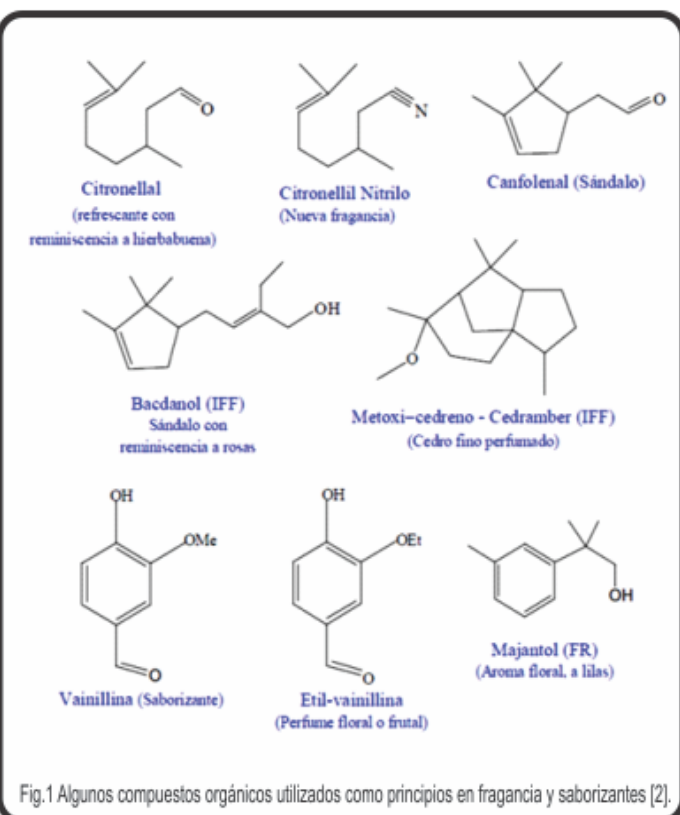 O
Citronellal
(refrescante con
reminiscencia a hierbabuena)
N
Citronellil Nitrilo
(Nueva fragancia)
O
Canfolenal (Sándalo)
OH
Bacdanol (IFF)
Sándalo con
reminiscencia a rosas
O
Metoxi–cedreno - Cedramber (IFF)
(Cedro fino perfumado)
OH
OMe
O
Vainillina (Saborizante)
OH
OEt
O
Etil-vainillina
(Perfume floral o frutal)
OH
Majantol (FR)
(Aroma floral, a lilas)
Fig.1 Algunos compuestos orgánicos utilizados como principios en fragancia y saborizantes [2].